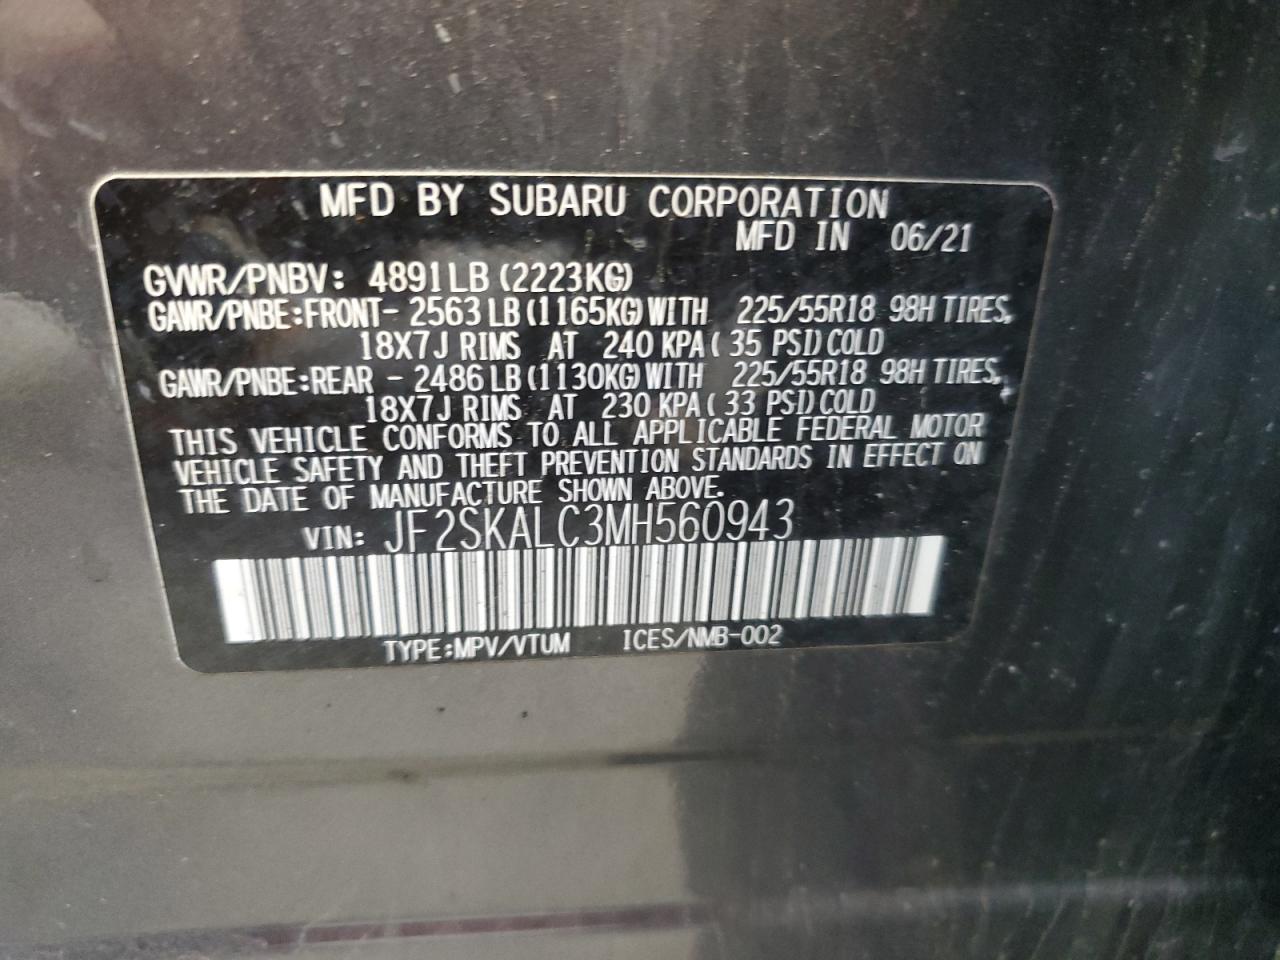 MFD BY SUBARU CORPORATION
MFD IN 06/21
GVWR/PNBV: 4891LB (2223KG)
GAWR/PNBE:FRONT- 2563 LB (1165KG) WITH 225/55R18 98H TIRES,
18X7J RIMS AT 240 KPA ( 35 PSI) COLD
GAWR/PNBE:REAR - 2486 LB (1130KG) WITH 225/55R18 98H TIRES,
18X7J RIMS AT 230 KPA ( 33 PSI) COLD
THIS VEHICLE CONFORMS TO ALL APPLICABLE FEDERAL MOTOR
VEHICLE SAFETY AND THEFT PREVENTION STANDARDS IN EFFECT ON
THE DATE OF MANUFACTURE SHOWN ABOVE.
VIN: JF2SKALC3MH560943
TYPE:MPV/VTUM ICES/NMB-002